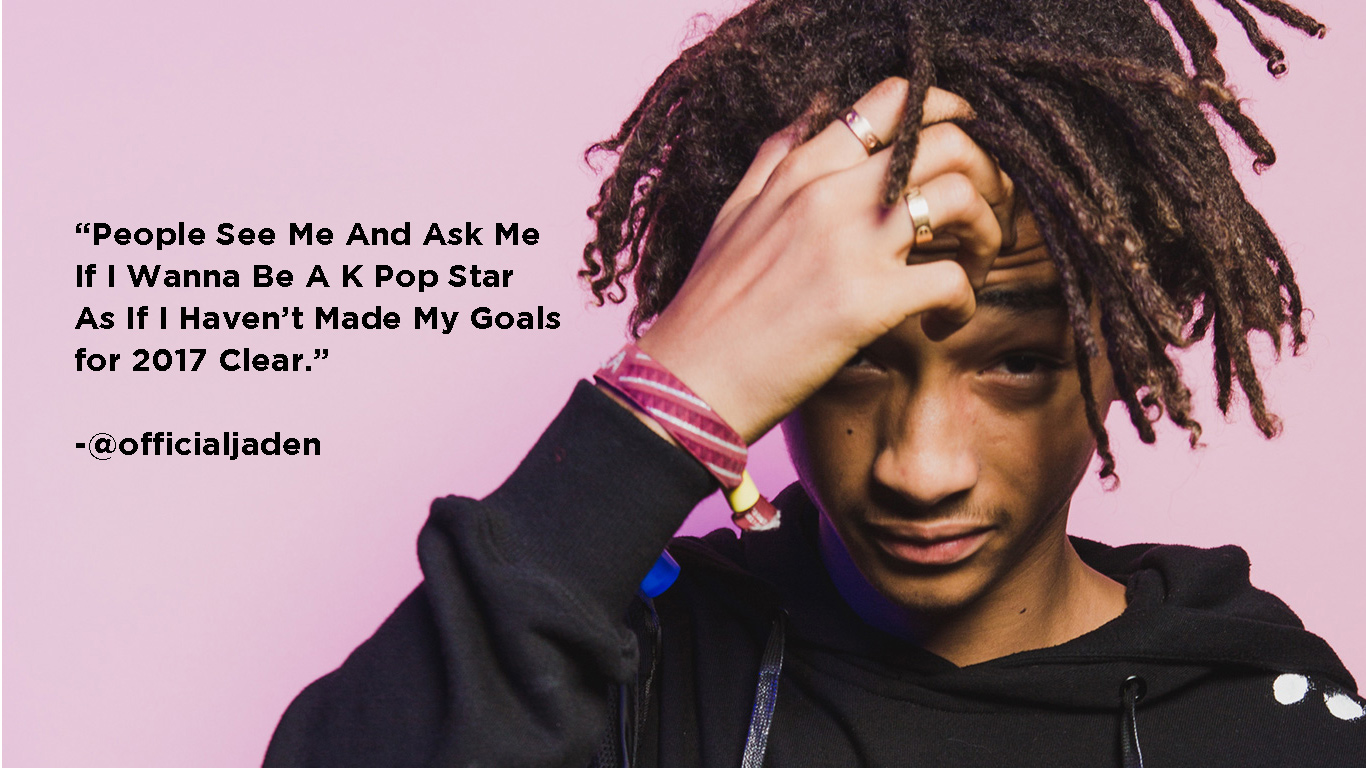 “People See Me And Ask Me
If I Wanna Be A K Pop Star
As If I Haven’t Made My Goals
for 2017 Clear.”
-@officialjaden